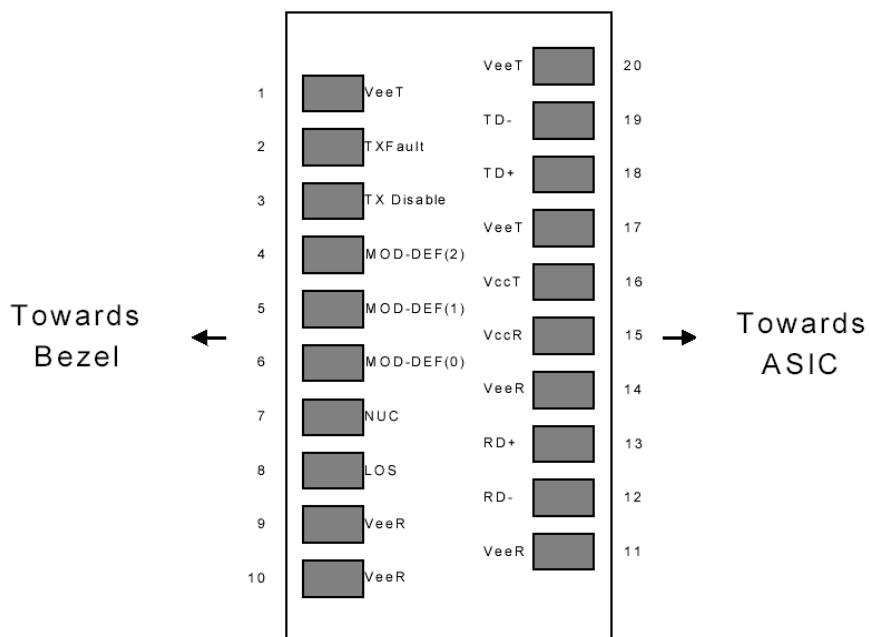 VeeT 20
1 VeeT
TD- 19
2 TXFault
TD+ 18
3 TX Disable
VeeT 17
4 MOD-DEF(2)
VccT 16
5 MOD-DEF(1)
Towards
Bezel
VccR 15
Towards
ASIC
6 MOD-DEF(0)
VeeR 14
7 NUC
RD+ 13
8 LOS
RD- 12
9 VeeR
VeeR 11
10 VeeR